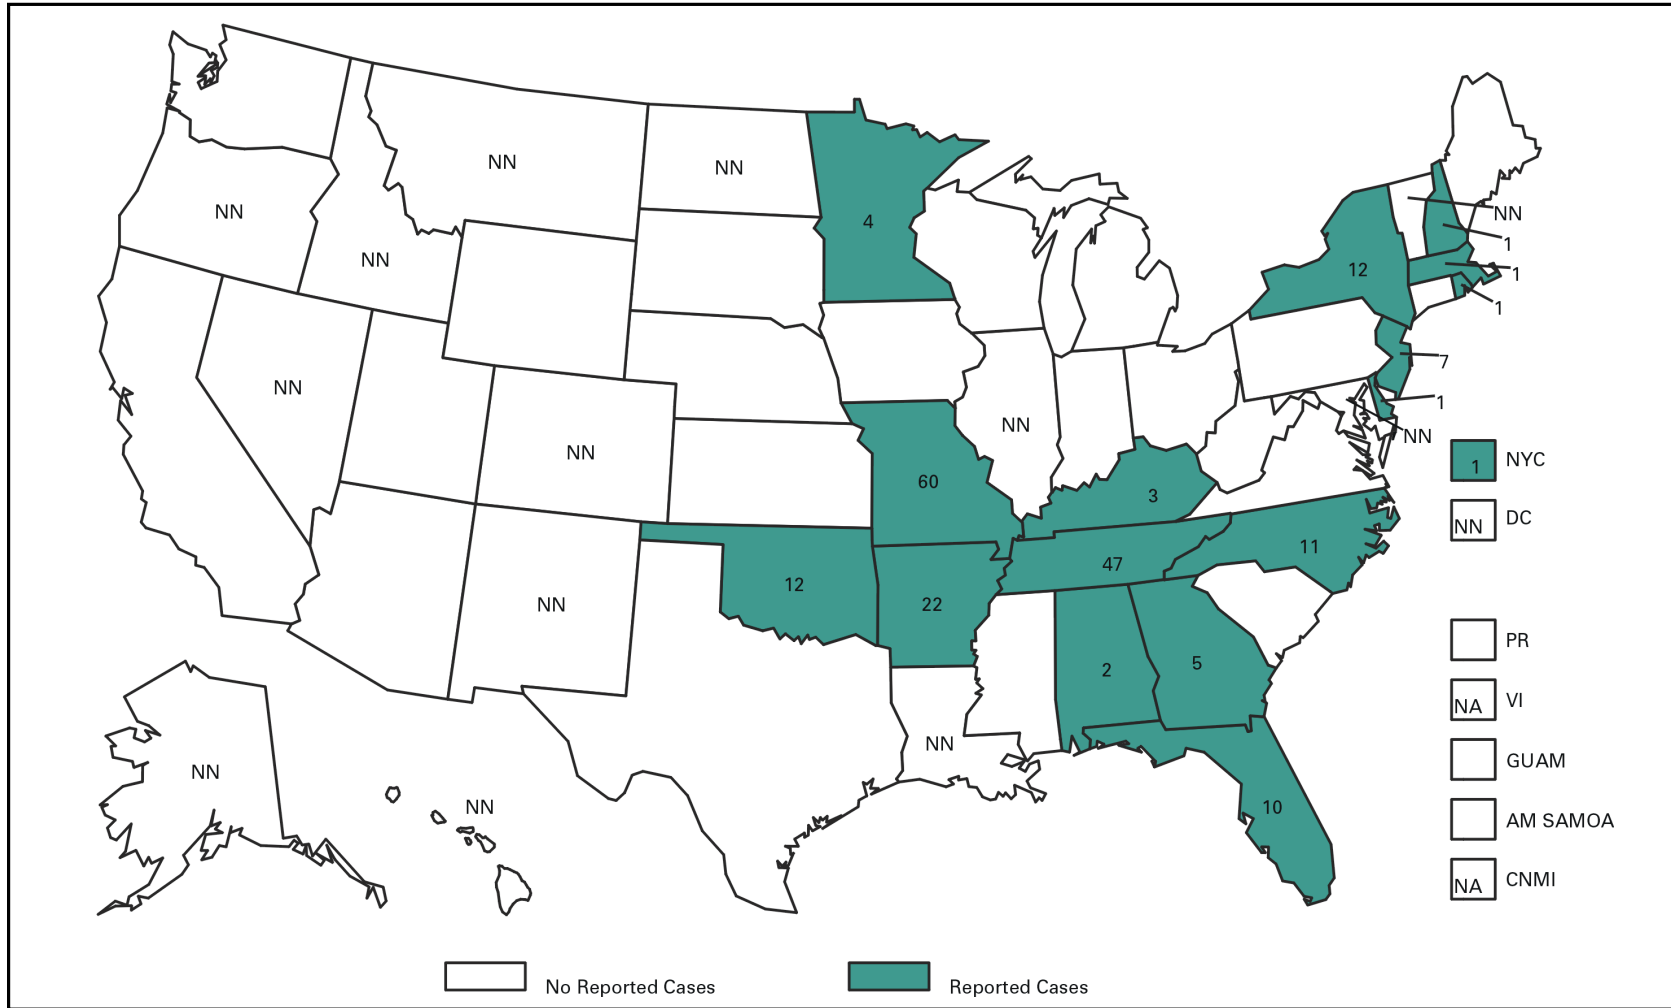 NN
NN
4
NN
NN
1
NN
12
1
1
NN
7
1
NN
NN
NN
60
1 NYC
3
NN DC
11
47
12
22
NN
PR
5
2
NA VI
NN
GUAM
NN
NN
10
AM SAMOA
NA CNMI
No Reported Cases
Reported Cases